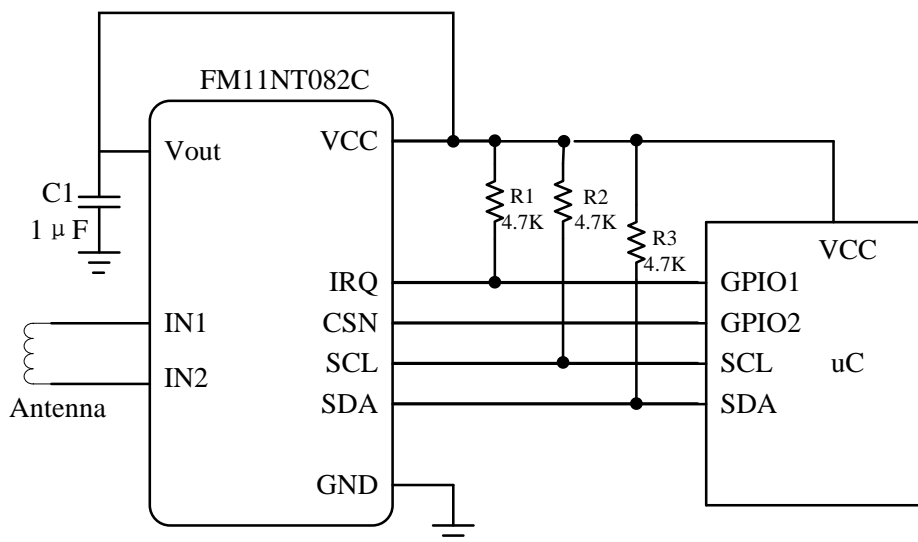 FM11NT082C
Vout
VCC
C1
1μF
R1
4.7K
R2
4.7K
R3
4.7K
VCC
IRQ
GPIO1
IN1
CSN
GPIO2
IN2
SCL
SCL
uC
Antenna
SDA
SDA
GND